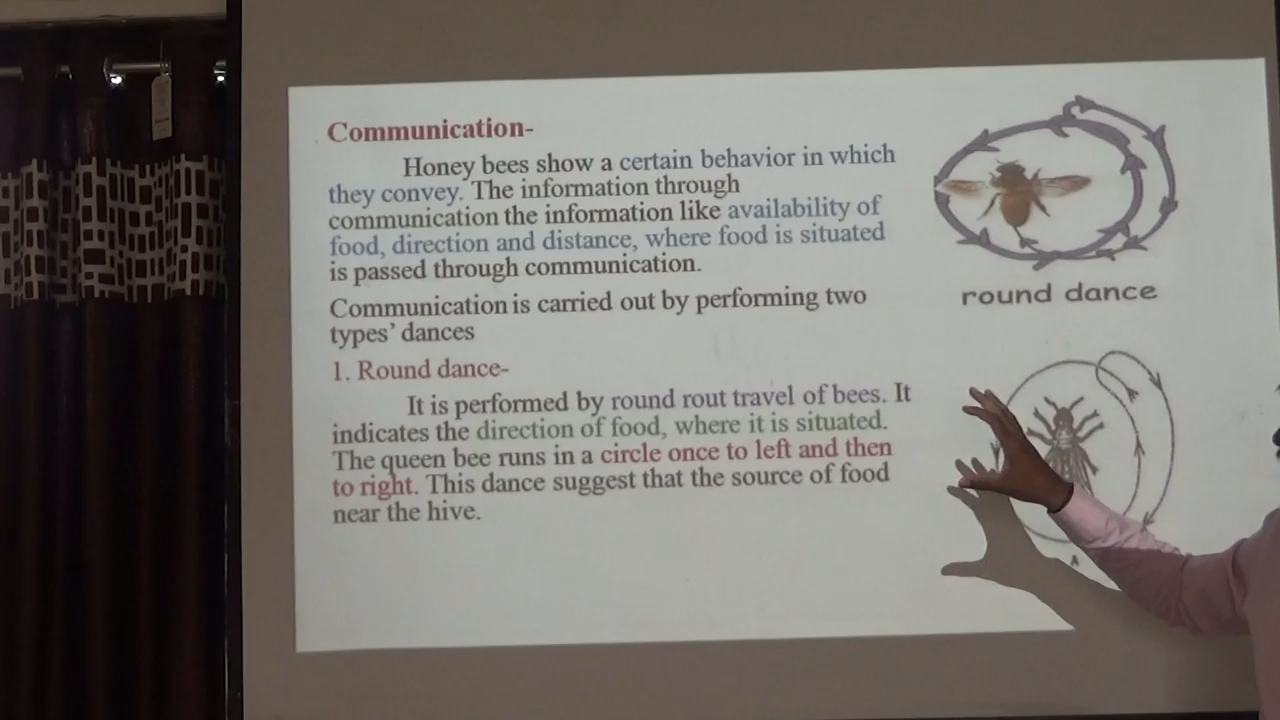 Communication-
Honey bees show a certain behavior in which
they convey. The information through
communication the information like availability of
food, direction and distance, where food is situated
is passed through communication.
Communication is carried out by performing two
types' dances
1. Round dance-
It is performed by round rout travel of bees. It
indicates the direction of food, where it is situated.
The queen bee runs in a circle once to left and then
to right. This dance suggest that the source of food
near the hive.
round dance
A